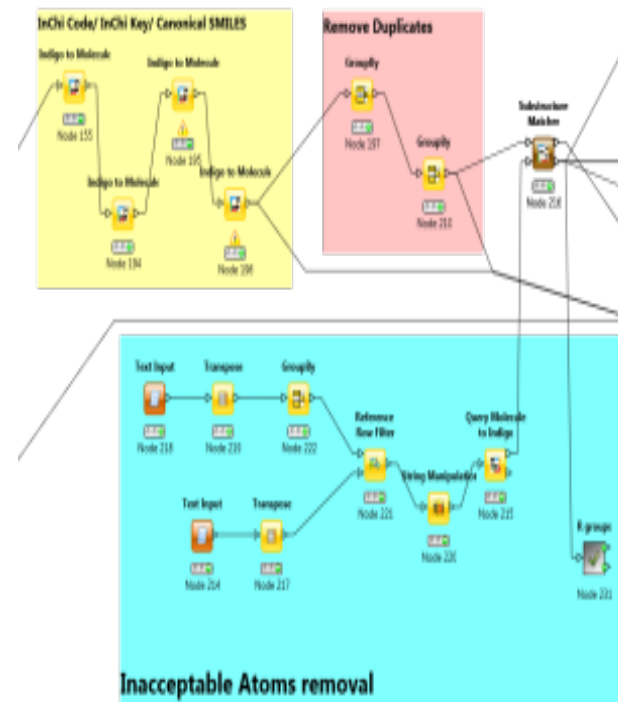 InChi Code/ InChi Key/ Canonical SMILES
Indigo to Molecule
Node 155
Indigo to Molecule
Node 194
Indigo to Molecule
Node 195
Indigo to Molecule
Node 196
Remove Duplicates
GroupBy
Node 197
GroupBy
Node 210
Substructure
Matcher
Node 216
Text Input
Node 218
Transpose
Node 219
GroupBy
Node 222
Reference
Row Filter
Node 221
String Manipulation
Node 220
Query Molecule
to Indigo
Node 215
Text Input
Node 214
Transpose
Node 217
R groups
Node 231
Inacceptable Atoms removal